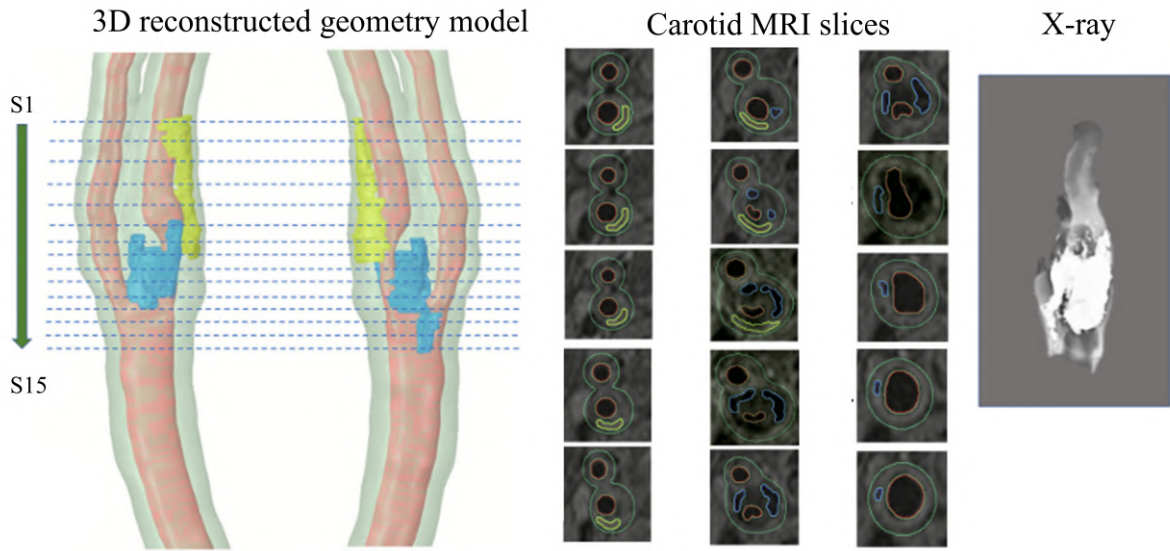 3D reconstructed geometry model
Carotid MRI slices
X-ray
S1
S15